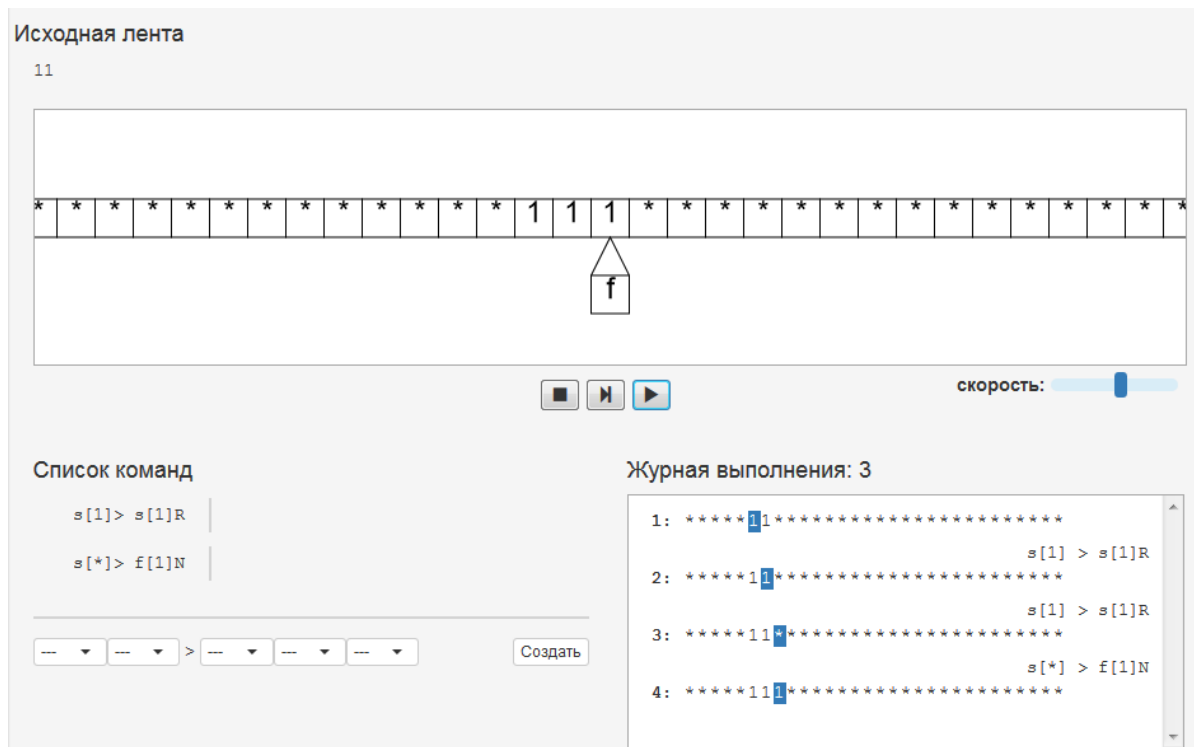 Исходная лента
11
* * * * * * * * * * * * * 1 1 1 * * * * * * * * * * * * * * *
f
скорость:
Список команд
s[1]> s[1]R
s[*]> f[1]N
--- --- > --- --- --- Создать
Журная выполнения: 3
1: *****11***********************
s[1] > s[1]R
2: *****11***********************
s[1] > s[1]R
3: *****11***********************
s[*] > f[1]N
4: *****111**********************